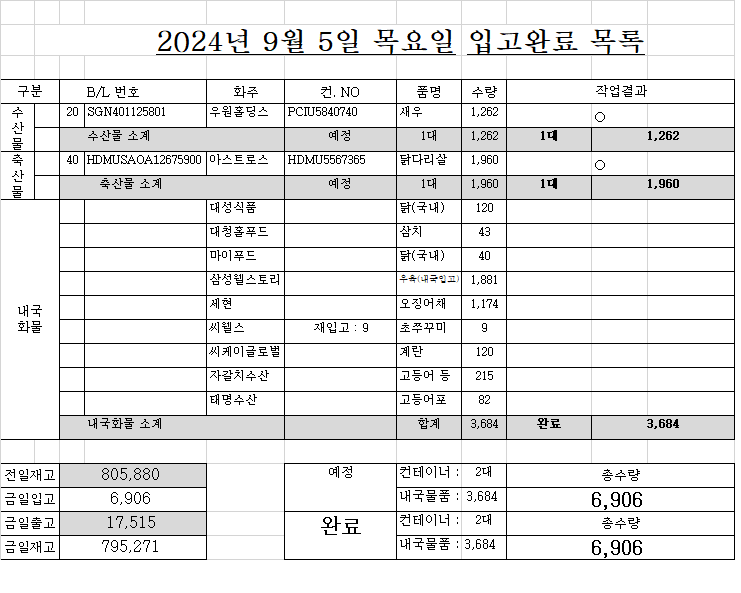 2024년 9월 5일 목요일 입고완료 목록
구분 B/L 번호 화주 컨. NO 품명 수량 작업결과
수산물 20 SGN401125801 우원홀딩스 PCIU5840740 새우 1,262 ○
수산물 소계 예정 1대 1,262 1대 1,262
축산물 40 HDMUSAOA12675900 아스트로스 HDMU5567365 닭다리살 1,960 ○
축산물 소계 예정 1대 1,960 1대 1,960
내국화물 대성식품 닭(국내) 120
대청홀푸드 삼치 43
마이푸드 닭(국내) 40
삼성웰스토리 우육(내국입고) 1,881
세현 오징어채 1,174
씨웰스 재입고 : 9 초쭈꾸미 9
씨케이글로벌 계란 120
자갈치수산 고등어 등 215
태명수산 고등어포 82
내국화물 소계 합계 3,684 완료 3,684
전일재고 805,880 예정 컨테이너 : 2대 총수량
금일입고 6,906 내국물품 : 3,684 6,906
금일출고 17,515 완료 컨테이너 : 2대 총수량
금일재고 795,271 내국물품 : 3,684 6,906